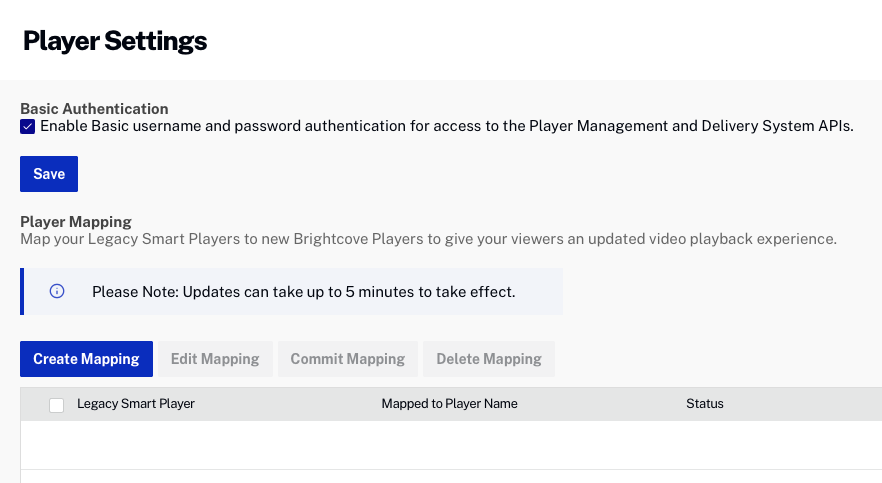 Player Settings
Basic Authentication
Enable Basic username and password authentication for access to the Player Management and Delivery System APIs.
Save
Player Mapping
Map your Legacy Smart Players to new Brightcove Players to give your viewers an updated video playback experience.
Please Note: Updates can take up to 5 minutes to take effect.
Create Mapping Edit Mapping Commit Mapping Delete Mapping
Legacy Smart Player Mapped to Player Name Status